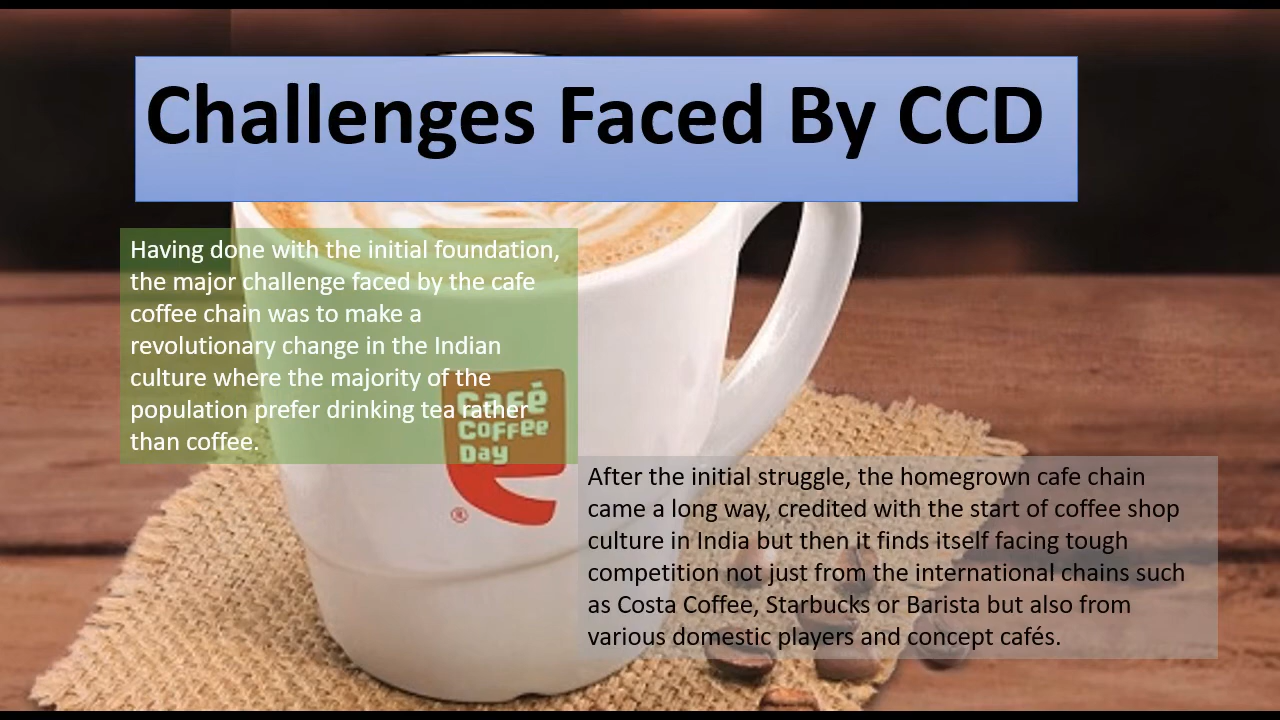 Challenges Faced By CCD
Having done with the initial foundation,
the major challenge faced by the cafe
coffee chain was to make a
revolutionary change in the Indian
culture where the majority of the
population prefer drinking tea rather
than coffee.
Café
Coffee
Day
®
After the initial struggle, the homegrown cafe chain
came a long way, credited with the start of coffee shop
culture in India but then it finds itself facing tough
competition not just from the international chains such
as Costa Coffee, Starbucks or Barista but also from
various domestic players and concept cafés.